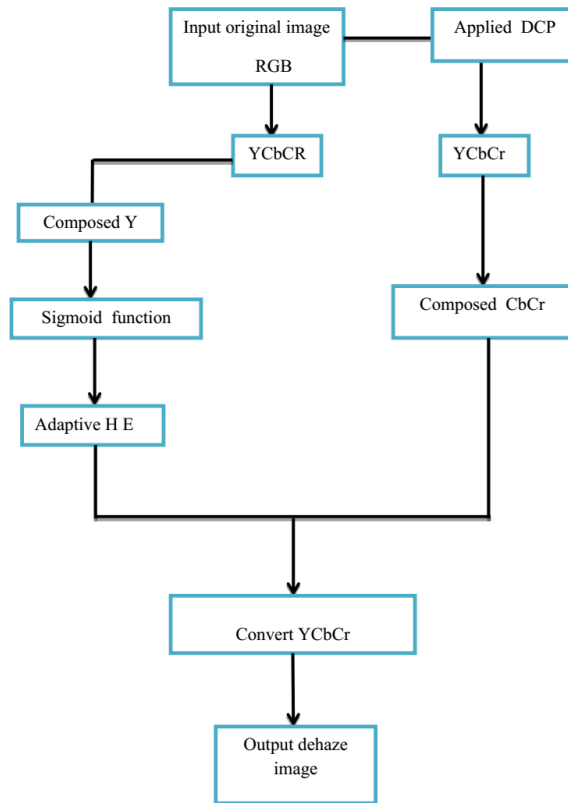 Input original image
RGB
Applied DCP
YCbCR
YCbCr
Composed Y
Sigmoid function
Composed CbCr
Adaptive H E
Convert YCbCr
Output dehaze
image